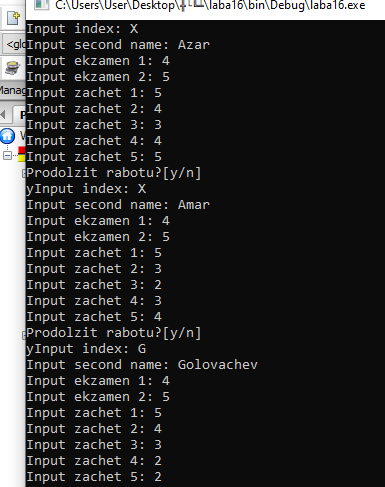 C:\Users\User\Desktop\╬└╚╩\laba16\bin\Debug\laba16.exe
Input index: X
<glo
Input second name: Azar
Input ekzamen 1: 4
Input ekzamen 2: 5
Manag
Input zachet 1: 5
Input zachet 2: 4
P
Input zachet 3: 3
W
Input zachet 4: 4
Input zachet 5: 5
Prodolzit rabotu?[y/n]
yInput index: X
Input second name: Amar
Input ekzamen 1: 4
Input ekzamen 2: 5
Input zachet 1: 5
Input zachet 2: 3
Input zachet 3: 2
Input zachet 4: 3
Input zachet 5: 4
Prodolzit rabotu?[y/n]
yInput index: G
Input second name: Golovachev
Input ekzamen 1: 4
Input ekzamen 2: 5
Input zachet 1: 5
Input zachet 2: 4
Input zachet 3: 3
Input zachet 4: 2
Input zachet 5: 2